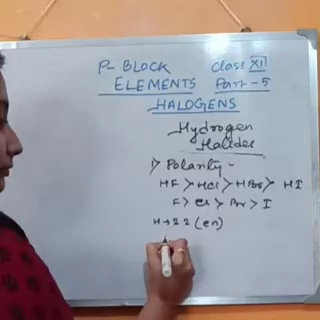 P-BLOCK Class XI
ELEMENTS Part-5
HALOGENS
Hydrogen
Halides
1) Polarity -
HF > HCl > HBr > HI
F > Cl > Br > I
H → 2.2 (en)